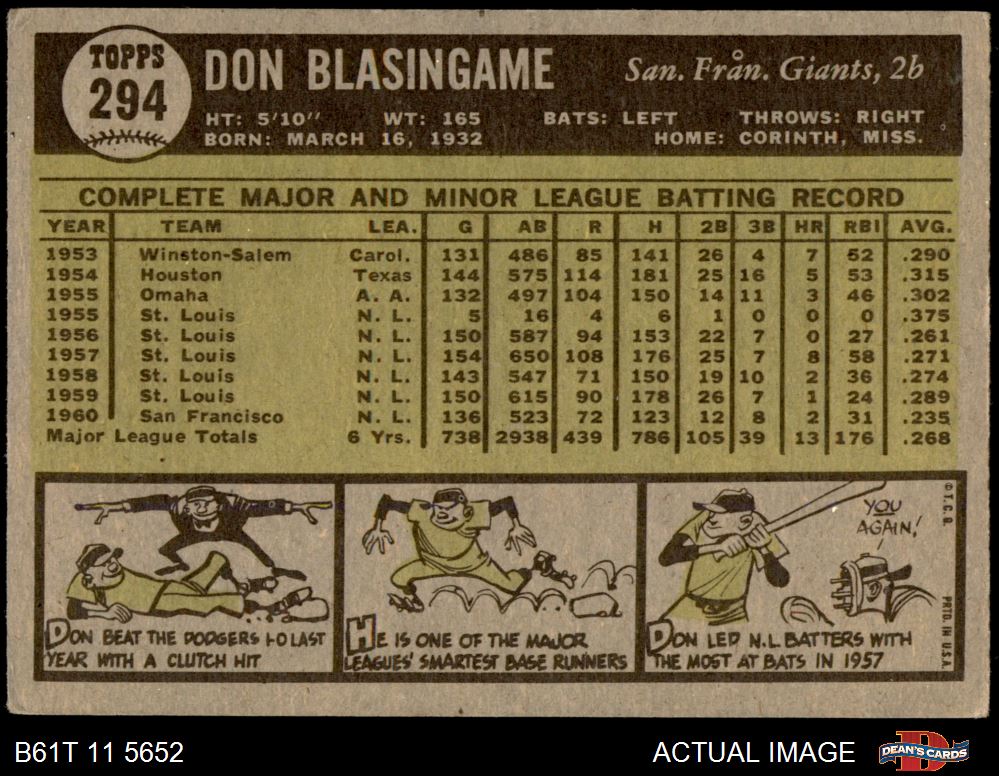 TOPPS
294
DON BLASINGAME
San. Fran. Giants, 2b
HT: 5'10" WT: 165 BATS: LEFT THROWS: RIGHT
BORN: MARCH 16, 1932 HOME: CORINTH, MISS.
COMPLETE MAJOR AND MINOR LEAGUE BATTING RECORD
YEAR TEAM LEA. G AB R H 2B 3B HR RBI AVG.
1953 Winston-Salem Carol. 131 486 85 141 26 4 7 52 .290
1954 Houston Texas 144 575 114 181 25 16 5 53 .315
1955 Omaha A. A. 132 497 104 150 14 11 3 46 .302
1955 St. Louis N. L. 5 16 4 6 1 0 0 0 .375
1956 St. Louis N. L. 150 587 94 153 22 7 0 27 .261
1957 St. Louis N. L. 154 650 108 176 25 7 8 58 .271
1958 St. Louis N. L. 143 547 71 150 19 10 2 36 .274
1959 St. Louis N. L. 150 615 90 178 26 7 1 24 .289
1960 San Francisco N. L. 136 523 72 123 12 8 2 31 .235
Major League Totals 6 Yrs. 738 2938 439 786 105 39 13 176 .268
DON BEAT THE DODGERS 1-0 LAST
YEAR WITH A CLUTCH HIT
HE IS ONE OF THE MAJOR
LEAGUES' SMARTEST BASE RUNNERS
YOU
AGAIN!
DON LED N.L. BATTERS WITH
THE MOST AT BATS IN 1957
© T. C. G.
PRTD. IN U.S.A.
B61T 11 5652
ACTUAL IMAGE
DEAN'S CARDS